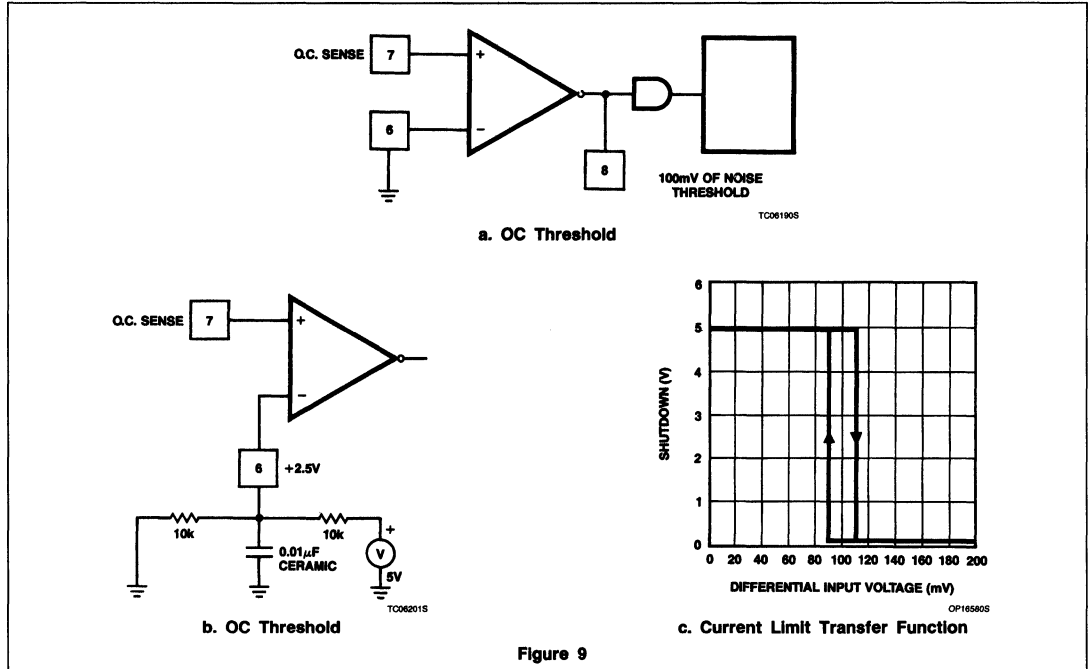 O.C. SENSE 7
+
6
−
8
100mV OF NOISE
THRESHOLD
TC06190S
a. OC Threshold
O.C. SENSE 7
+
−
6 +2.5V
10k
10k
+
V
5V
0.01μF
CERAMIC
TC06201S
b. OC Threshold
6
5
4
3
2
1
0
SHUTDOWN (V)
0 20 40 60 80 100 120 140 160 180 200
DIFFERENTIAL INPUT VOLTAGE (mV)
OP16580S
c. Current Limit Transfer Function
Figure 9